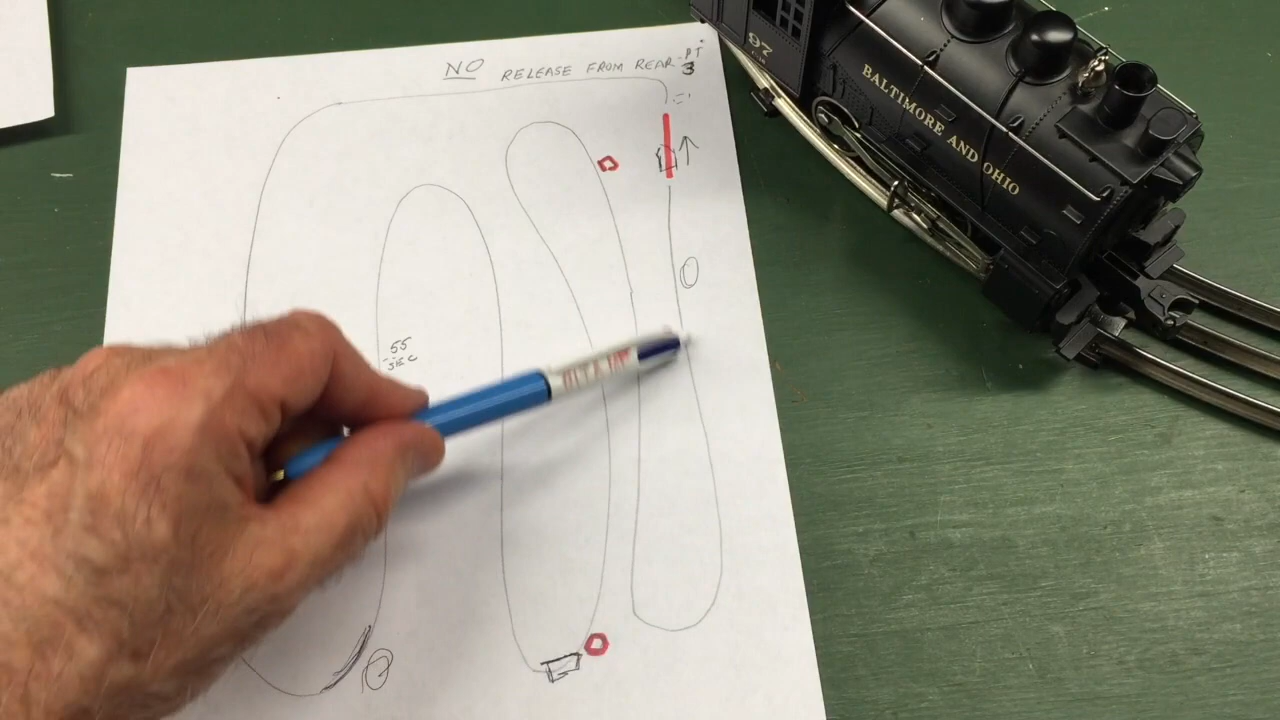 NO RELEASE FROM REAR - PT 3
55
SEC
97
BALTIMORE AND OHIO